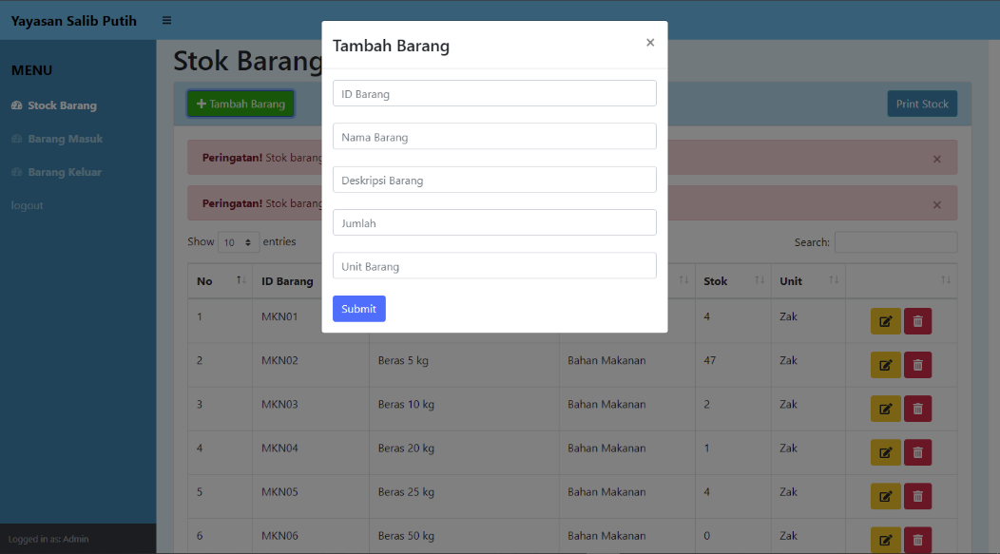 Yayasan Salib Putih
Tambah Barang ×
MENU
Stock Barang
Barang Masuk
Barang Keluar
logout
Logged in as: Admin
Stok Barang
Tambah Barang
Print Stock
ID Barang
Nama Barang
Deskripsi Barang
Jumlah
Unit Barang
Submit
Peringatan! Stok barang ×
Peringatan! Stok barang ×
Show 10 entries
Search:
No ID Barang Stok Unit
1 MKN01 4 Zak
2 MKN02 Beras 5 kg Bahan Makanan 47 Zak
3 MKN03 Beras 10 kg Bahan Makanan 2 Zak
4 MKN04 Beras 20 kg Bahan Makanan 1 Zak
5 MKN05 Beras 25 kg Bahan Makanan 4 Zak
6 MKN06 Beras 50 kg Bahan Makanan 0 Zak